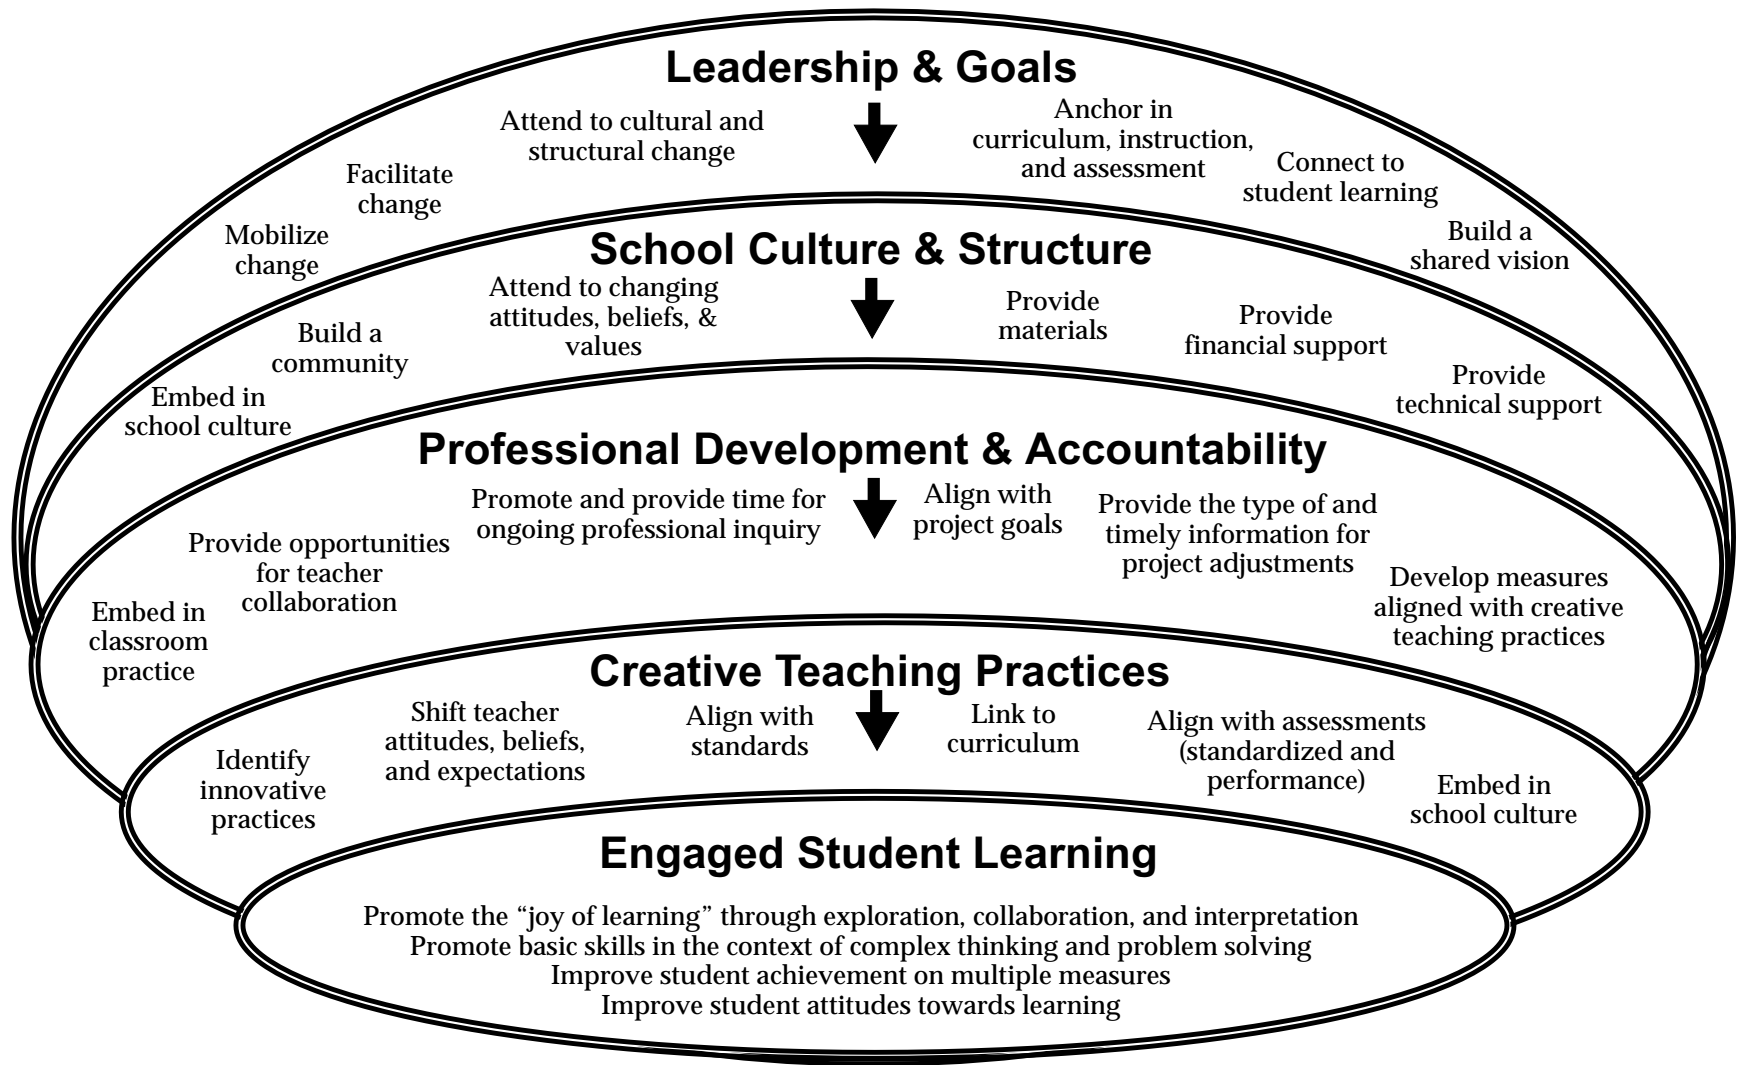 Leadership & Goals
Mobilize
change
Facilitate
change
Attend to cultural and
structural change
Anchor in
curriculum, instruction,
and assessment
Connect to
student learning
Build a
shared vision
School Culture & Structure
Embed in
school culture
Build a
community
Attend to changing
attitudes, beliefs, &
values
Provide
materials
Provide
financial support
Provide
technical support
Professional Development & Accountability
Embed in
classroom
practice
Provide opportunities
for teacher
collaboration
Promote and provide time for
ongoing professional inquiry
Align with
project goals
Provide the type of and
timely information for
project adjustments
Develop measures
aligned with creative
teaching practices
Creative Teaching Practices
Identify
innovative
practices
Shift teacher
attitudes, beliefs,
and expectations
Align with
standards
Link to
curriculum
Align with assessments
(standardized and
performance)
Embed in
school culture
Engaged Student Learning
Promote the “joy of learning” through exploration, collaboration, and interpretation
Promote basic skills in the context of complex thinking and problem solving
Improve student achievement on multiple measures
Improve student attitudes towards learning